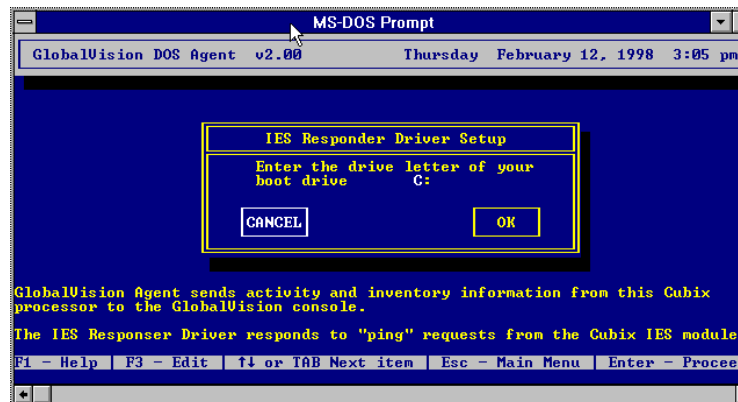 MS-DOS Prompt
GlobalVision DOS Agent v2.00 Thursday February 12, 1998 3:05 pm
IES Responder Driver Setup
Enter the drive letter of your
boot drive C:
CANCEL OK
GlobalVision Agent sends activity and inventory information from this Cubix
processor to the GlobalVision console.
The IES Responser Driver responds to "ping" requests from the Cubix IES module
F1 - Help | F3 - Edit | ↑↓ or TAB Next item | Esc - Main Menu | Enter - Procee